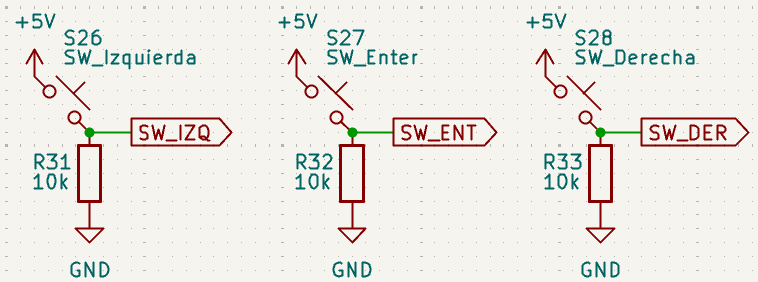 +5V
S26
SW_Izquierda
SW_IZQ
R31
10k
GND
+5V
S27
SW_Enter
SW_ENT
R32
10k
GND
+5V
S28
SW_Derecha
SW_DER
R33
10k
GND